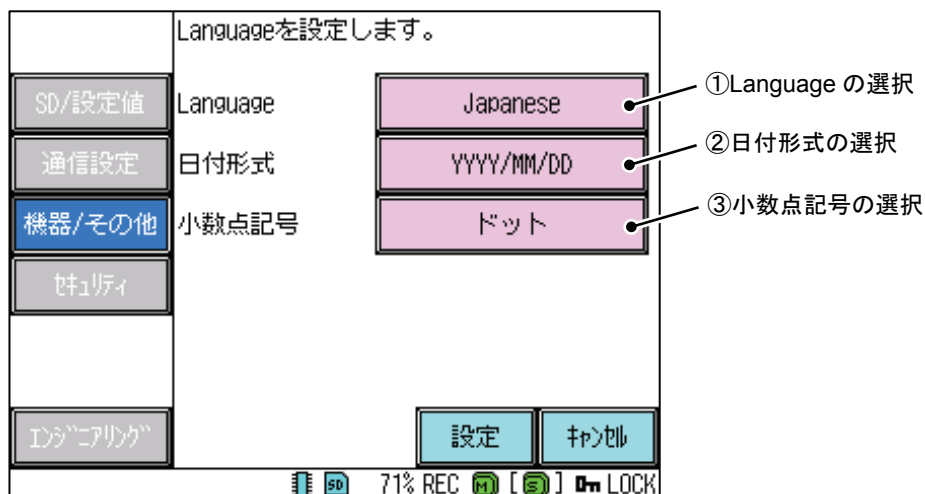 Languageを設定します。
SD/設定値
Language
Japanese
①Language の選択
通信設定
日付形式
YYYY/MM/DD
②日付形式の選択
機器/その他
小数点記号
ドット
③小数点記号の選択
ｾｷｭﾘﾃｨ
ｴﾝｼﾞﾆｱﾘﾝｸﾞ
設定
ｷｬﾝｾﾙ
SD 71% REC M [ S ] LOCK